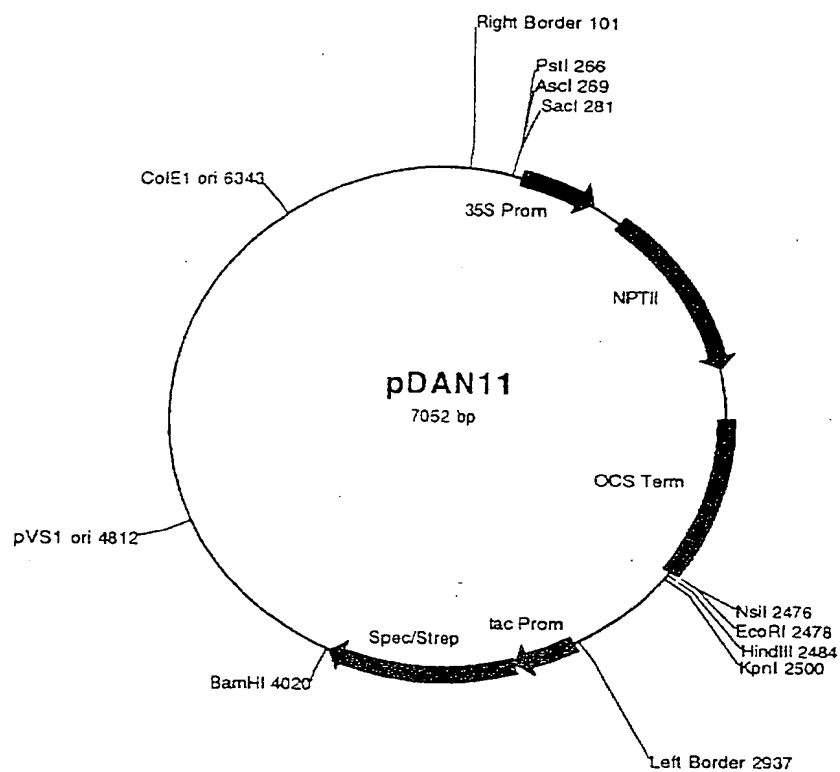 Right Border 101
PstI 266
AscI 269
SacI 281
ColE1 ori 6343
35S Prom
NPTII
pDAN11
7052 bp
OCS Term
pVS1 ori 4812
NsiI 2476
EcoRI 2478
HindIII 2484
KpnI 2500
tac Prom
Spec/Strep
BamHI 4020
Left Border 2937